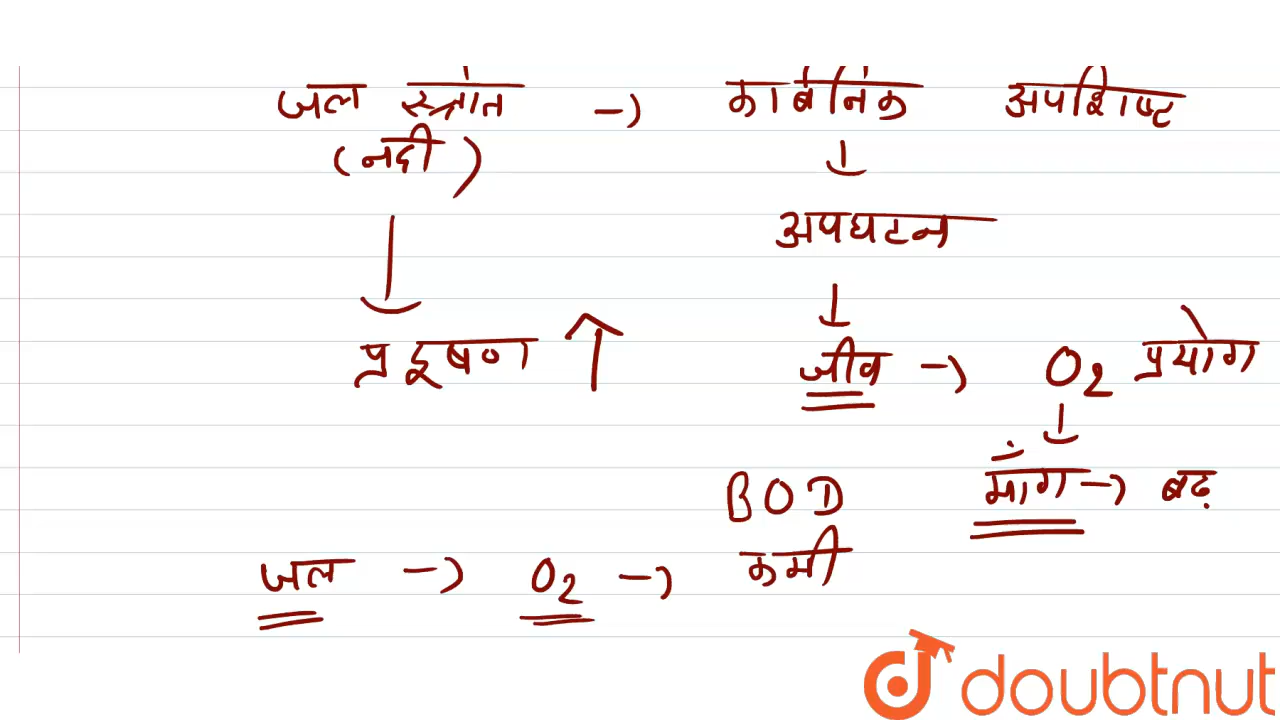 जल स्त्रोत → कार्बनिक अपशिष्ट
(नदी) ↓
↓ अपघटन
↓
प्रदूषण ↑ जीव → O2 प्रयोग
↓
BOD मांग → बढ़
जल → O2 → कमी
doubtnut